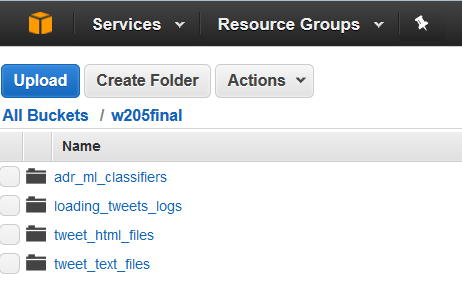 Services Resource Groups
Upload Create Folder Actions
All Buckets / w205final
Name
adr_ml_classifiers
loading_tweets_logs
tweet_html_files
tweet_text_files